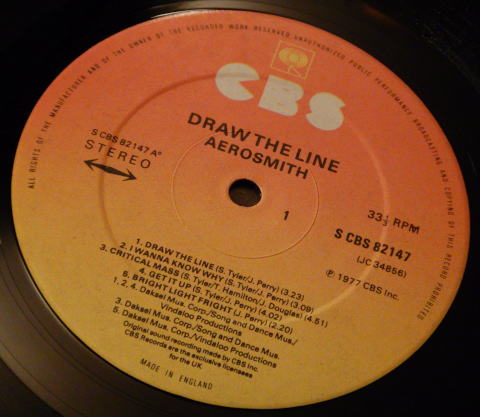 ALL RIGHTS OF THE MANUFACTURER AND OF THE OWNER OF THE RECORDED WORK RESERVED UNAUTHORIZED PUBLIC PERFORMANCE BROADCASTING AND COPYING OF THIS RECORD PROHIBITED
CBS
DRAW THE LINE
AEROSMITH
S CBS 82147 A°
STEREO
1
33⅓ RPM
S CBS 82147
(JC 34856)
℗ 1977 CBS Inc.
1. DRAW THE LINE (S. Tyler/J. Perry) (3.23)
2. I WANNA KNOW WHY (S. Tyler/J. Perry) (3.09)
3. CRITICAL MASS (S. Tyler/T. Hamilton/J. Douglas) (4.51)
4. GET IT UP (S. Tyler/J. Perry) (4.02)
5. BRIGHT LIGHT FRIGHT (J. Perry) (2.20)
1, 2, 4. Daksel Mus. Corp./Song and Dance Mus./
Vindaloo Productions
3. Daksel Mus. Corp./Song and Dance Mus.
5. Daksel Mus. Corp./Vindaloo Productions
Original sound recording made by CBS Inc.
CBS Records are the exclusive licensees
for the UK
MADE IN ENGLAND